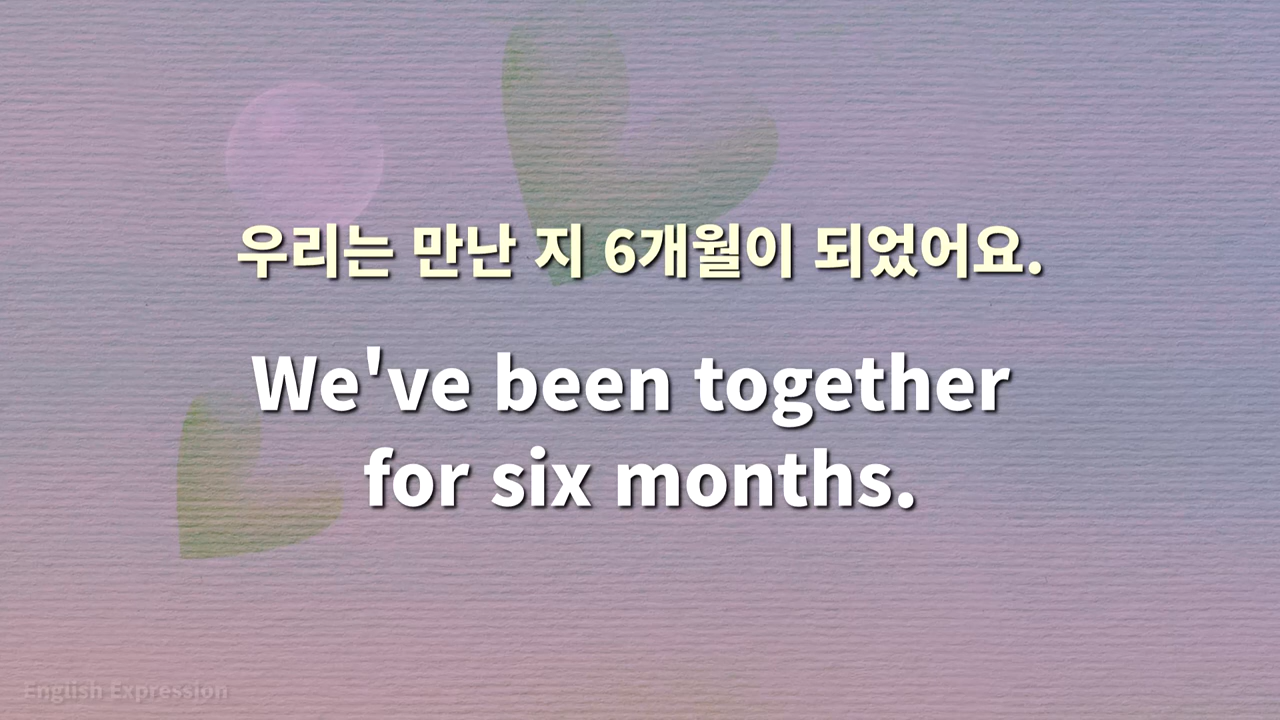 우리는 만난 지 6개월이 되었어요.
We've been together
for six months.
English Expression